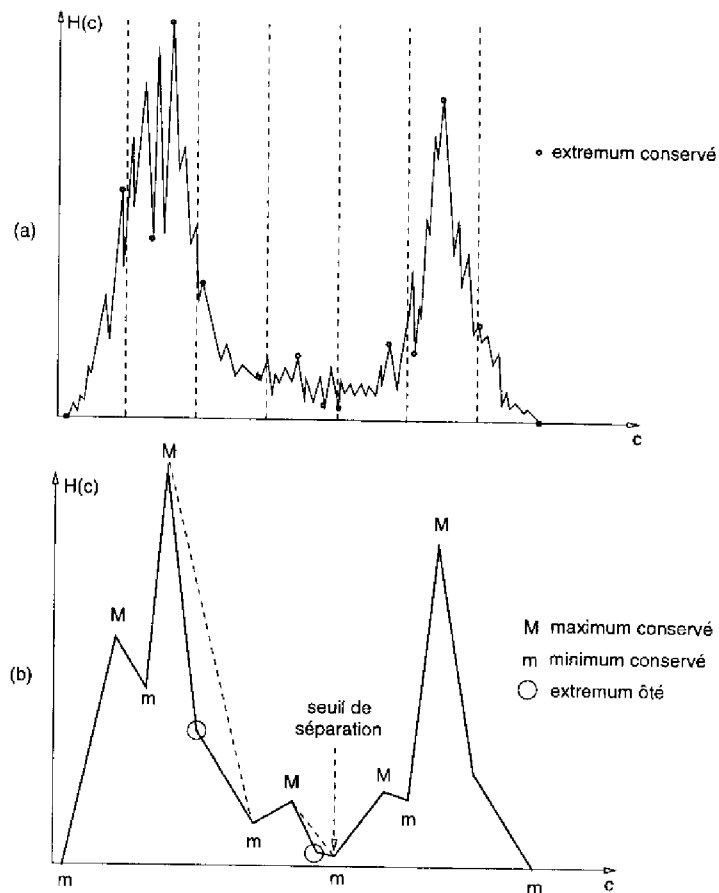 H(c)
extremum conservé
(a)
c
M
H(c)
M
M
M maximum conservé
m minimum conservé
extremum ôté
(b)
m
seuil de
séparation
M
M
m
m
m
m
m
c